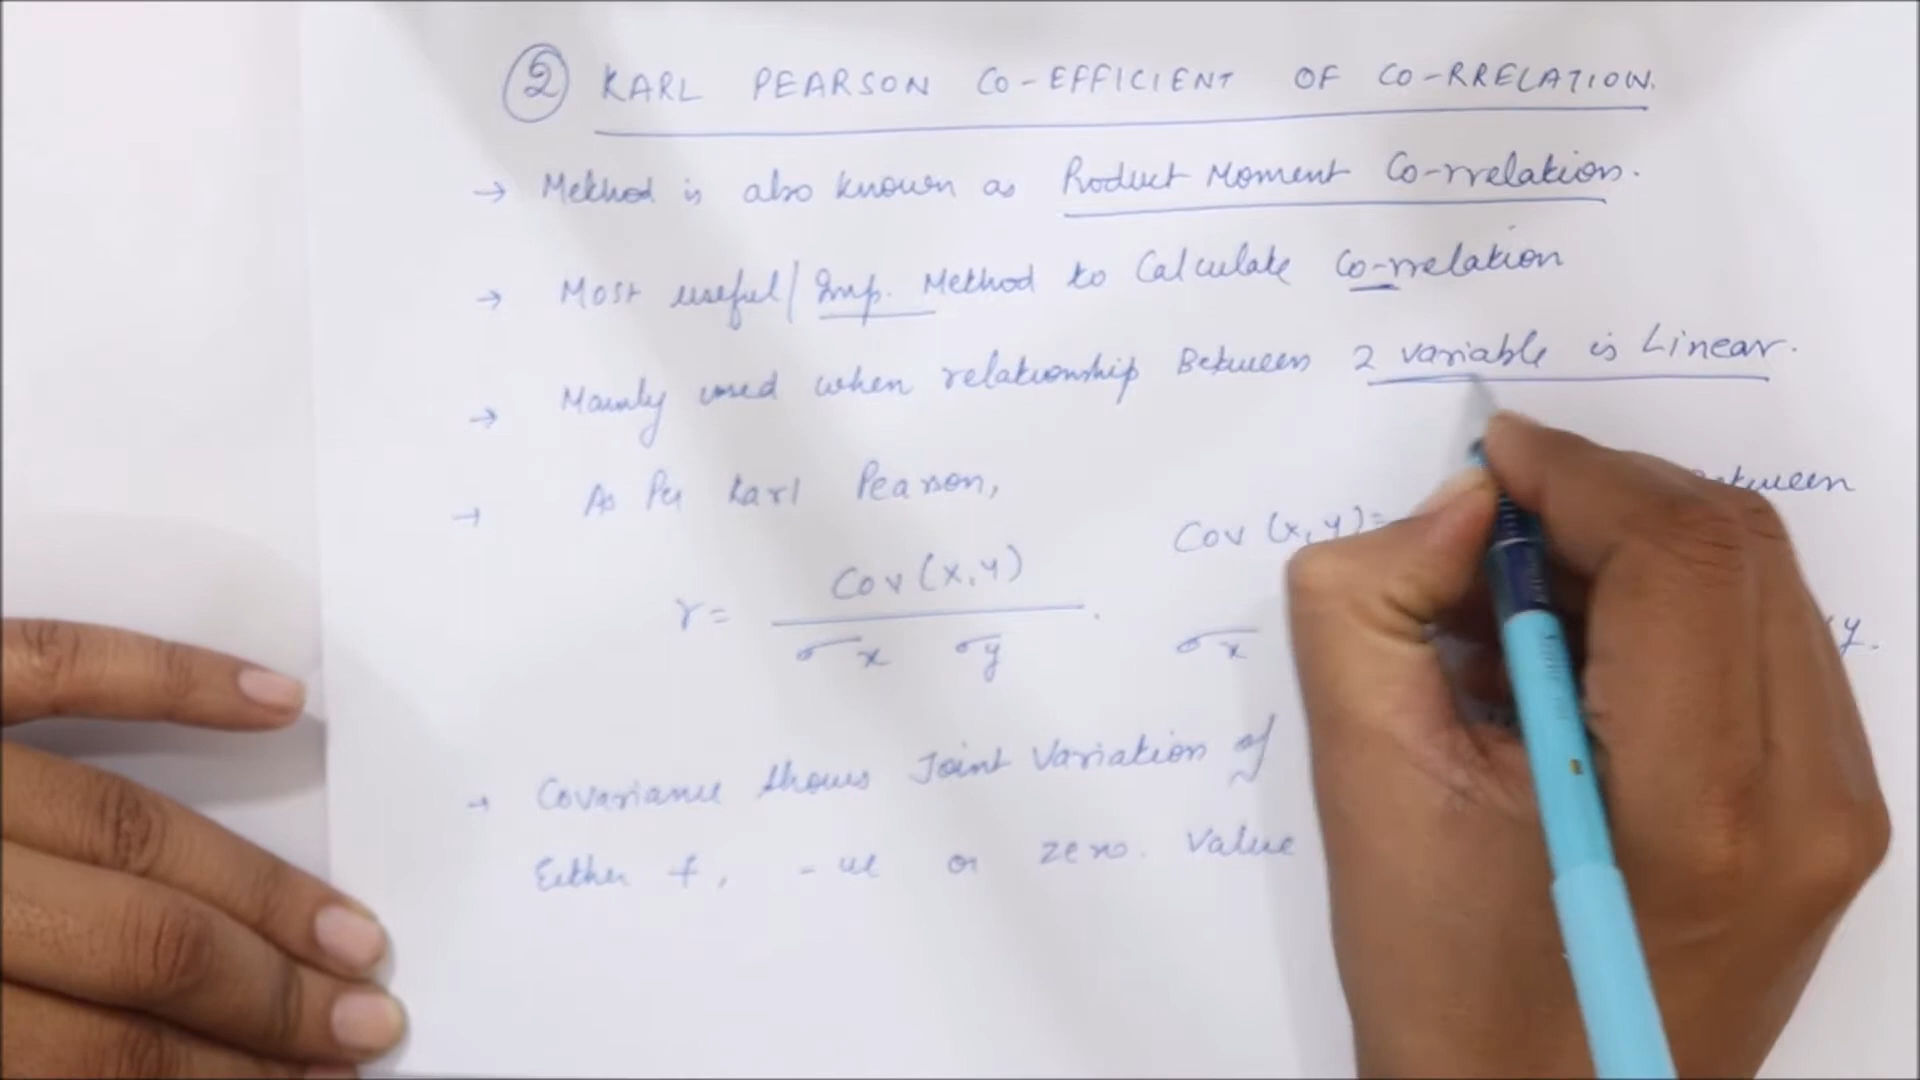 2 KARL PEARSON CO-EFFICIENT OF CO-RRELATION.
→ Method is also known as Product Moment Co-rrelation.
→ Most useful/Imp. Method to Calculate Co-rrelation
→ Mainly used when relationship Between 2 variable is Linear.
→ As Per Karl Pearson,
Cov (x,y)=
r = Cov (x,y)
σx σy
σx
y.
→ Covariance shows Joint Variation of
Either +, -ve or zero. Value